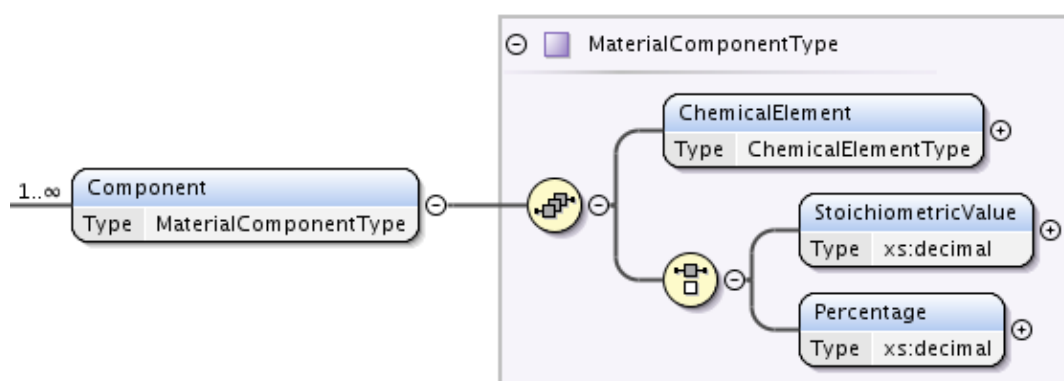 MaterialComponentType
ChemicalElement
Type ChemicalElementType
1..∞
Component
Type MaterialComponentType
StoichiometricValue
Type xs:decimal
Percentage
Type xs:decimal